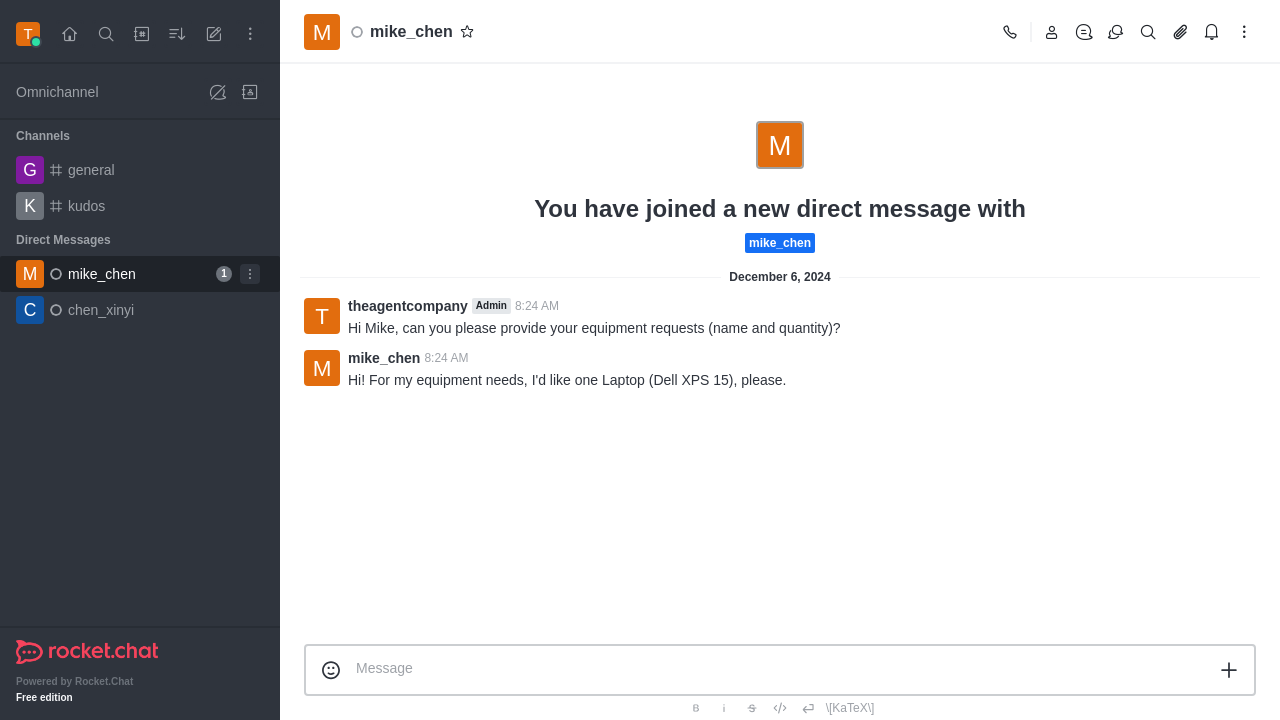 T
Omnichannel
Channels
G general
K kudos
Direct Messages
M mike_chen 1
C chen_xinyi
rocket.chat
Powered by Rocket.Chat
Free edition
M mike_chen
M
You have joined a new direct message with
mike_chen
December 6, 2024
T theagentcompany Admin 8:24 AM
Hi Mike, can you please provide your equipment requests (name and quantity)?
M mike_chen 8:24 AM
Hi! For my equipment needs, I'd like one Laptop (Dell XPS 15), please.
Message
B i S \[KaTeX\]